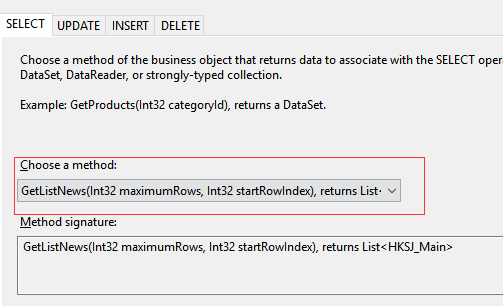 SELECT UPDATE INSERT DELETE
Choose a method of the business object that returns data to associate with the SELECT
DataSet, DataReader, or strongly-typed collection.
Example: GetProducts(Int32 categoryId), returns a DataSet.
Choose a method:
GetListNews(Int32 maximumRows, Int32 startRowIndex), returns List<
Method signature:
GetListNews(Int32 maximumRows, Int32 startRowIndex), returns List<HKSJ_Main>